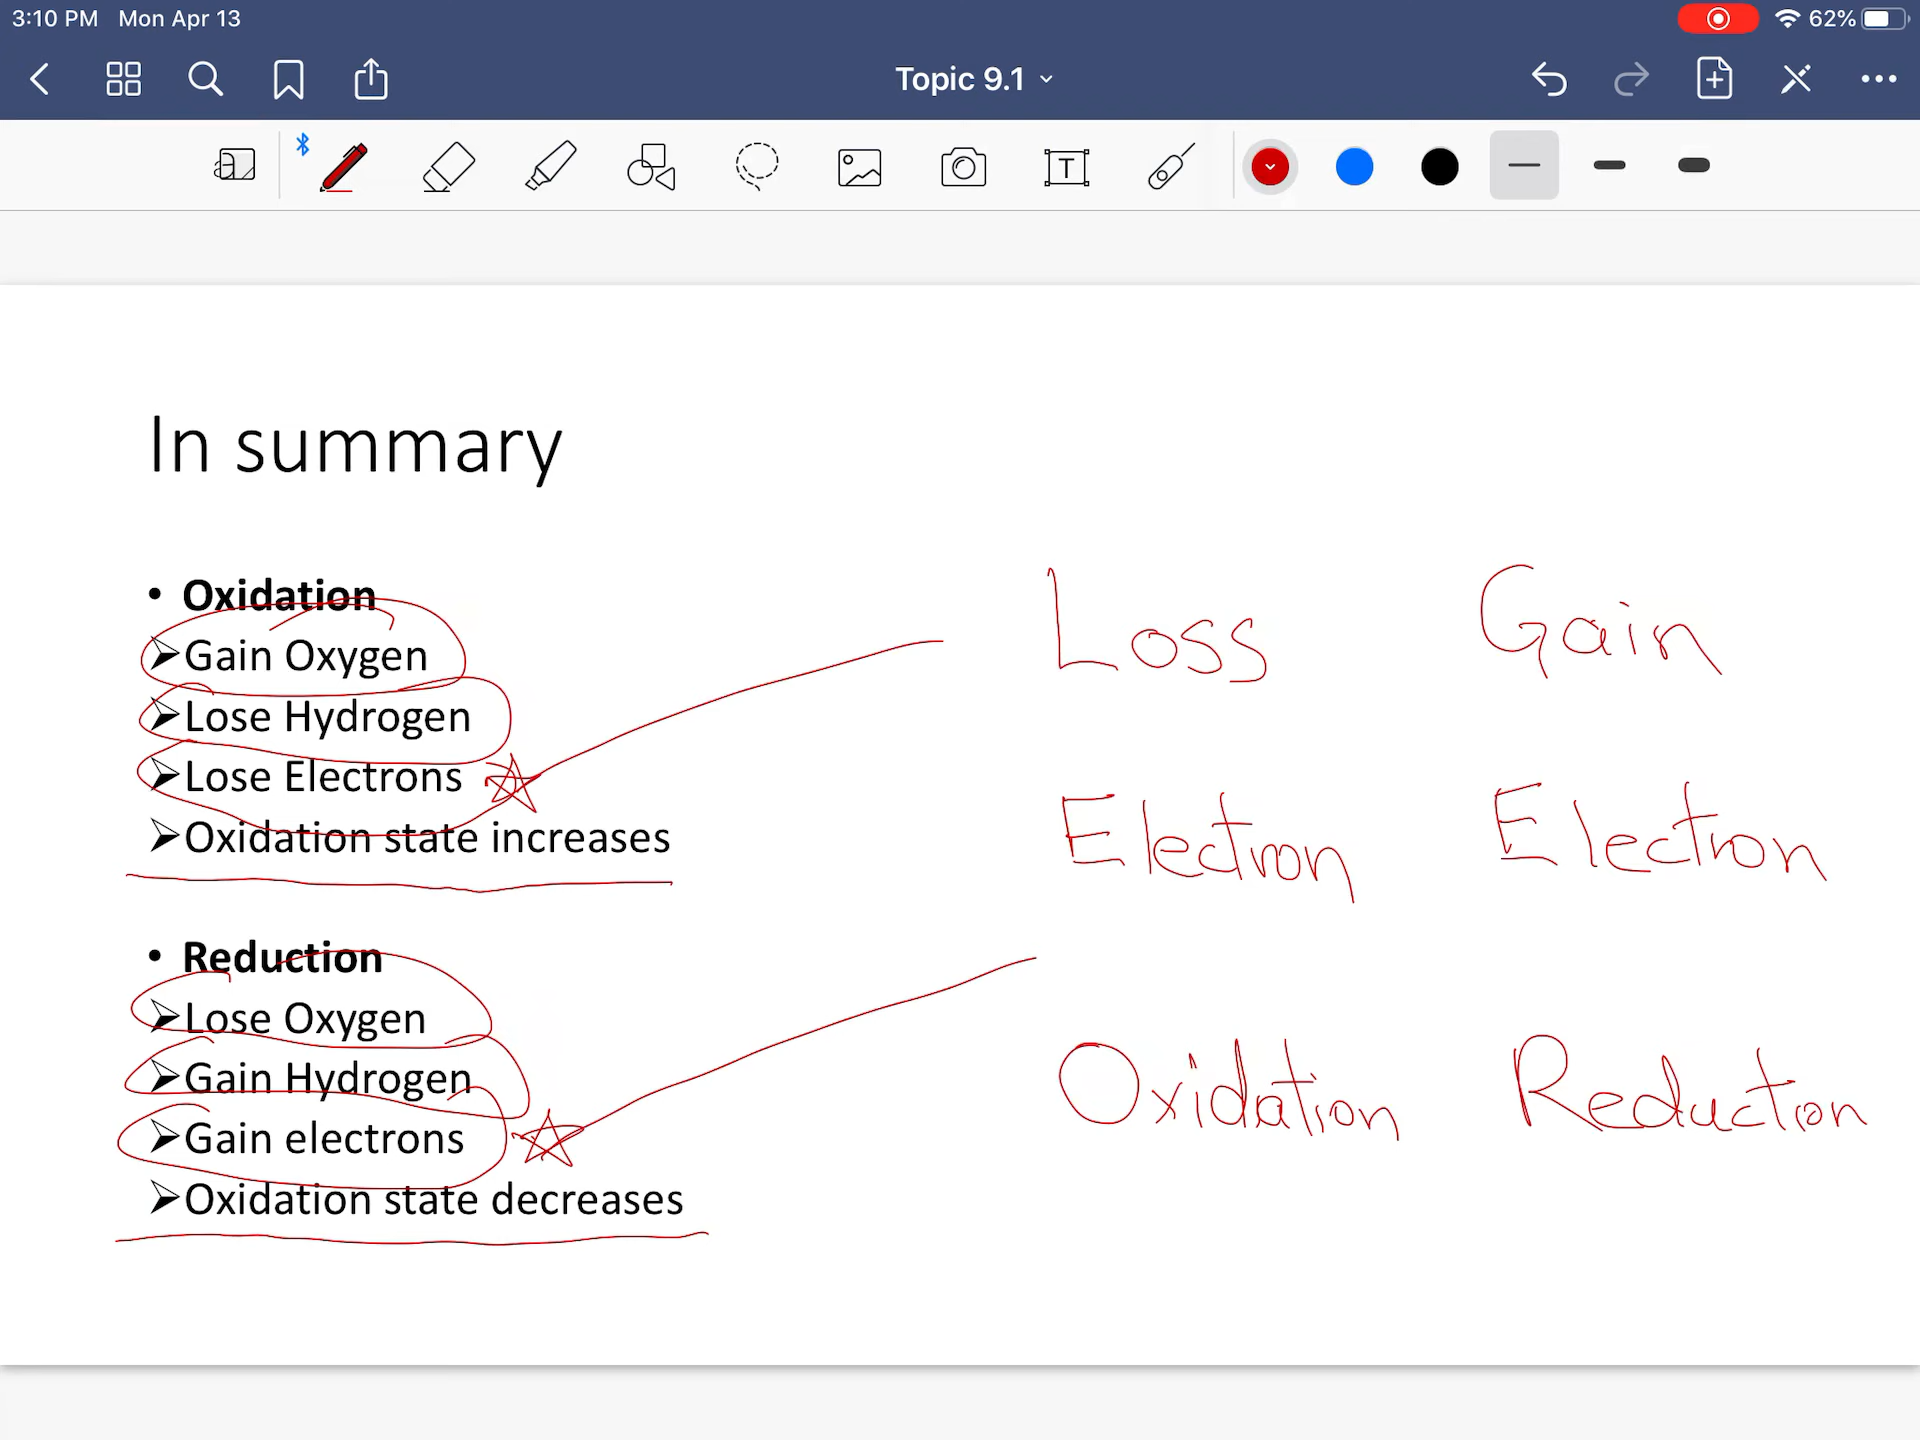 3:10 PM Mon Apr 13
62%
Topic 9.1
a
T
In summary
• Oxidation
➢Gain Oxygen
➢Lose Hydrogen
➢Lose Electrons
➢Oxidation state increases
• Reduction
➢Lose Oxygen
➢Gain Hydrogen
➢Gain electrons
➢Oxidation state decreases
Loss Gain
Electron Electron
Oxidation Reduction